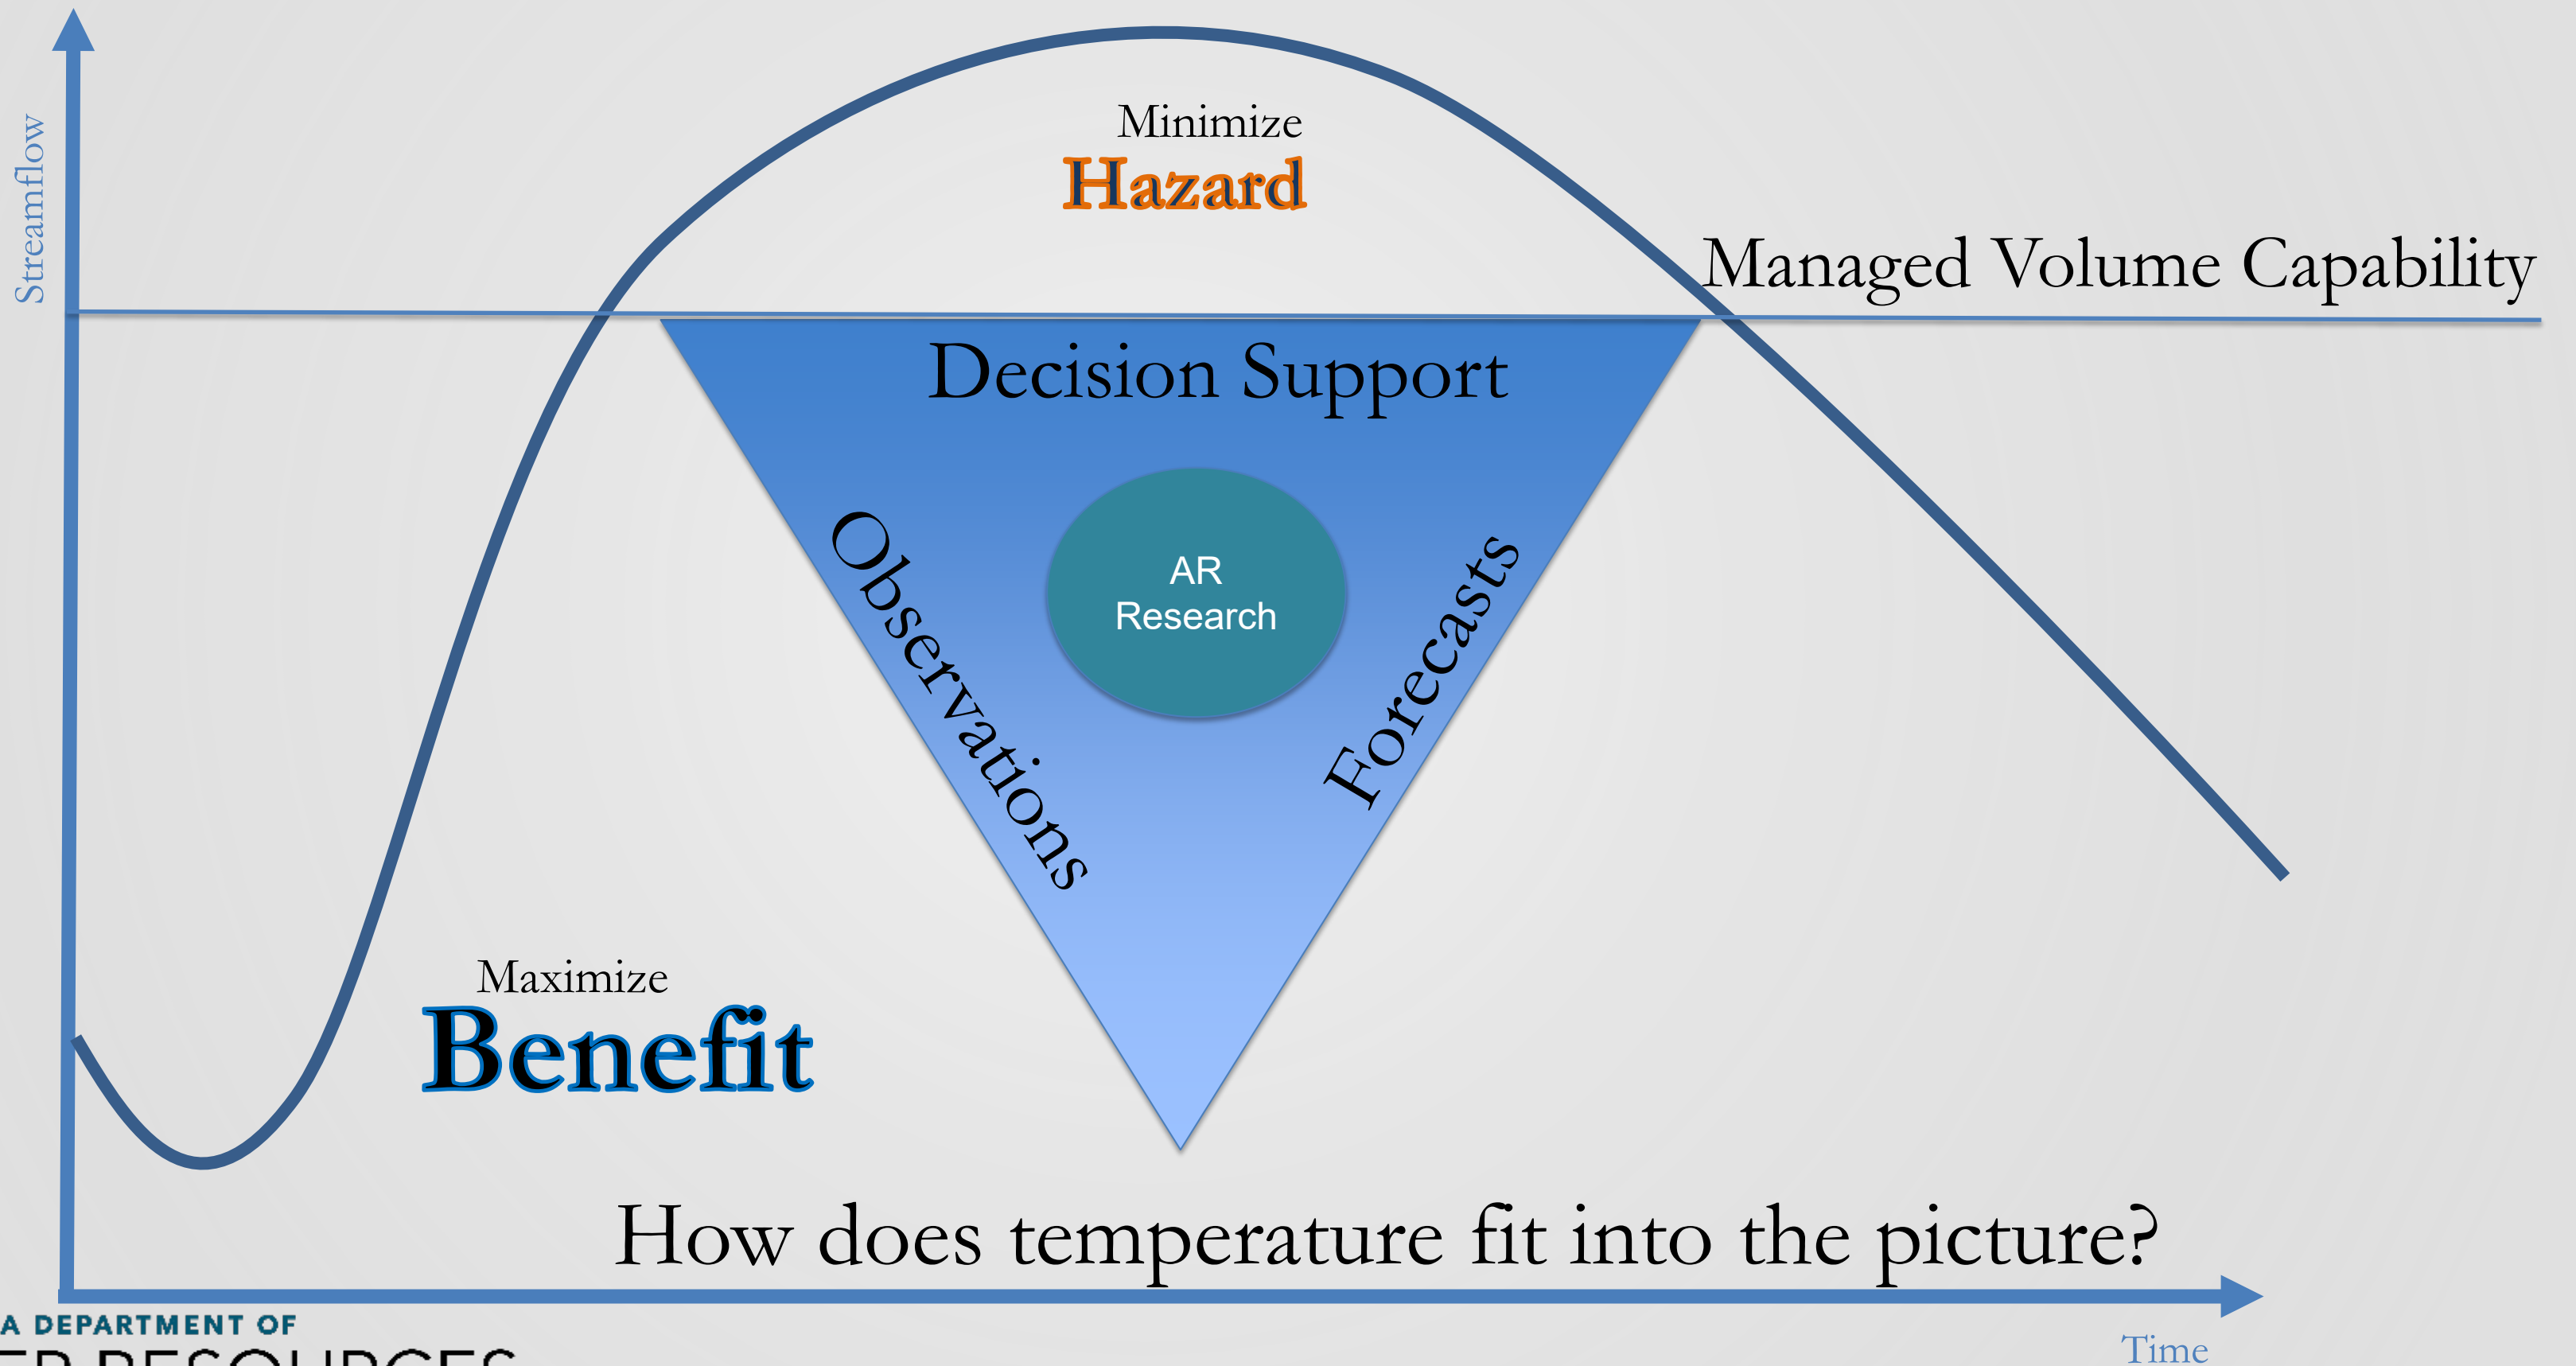 Streamflow
Minimize
Hazard
Managed Volume Capability
Decision Support
Observations
AR
Research
Forecasts
Maximize
Benefit
How does temperature fit into the picture?
A DEPARTMENT OF
RESOURCES
Time